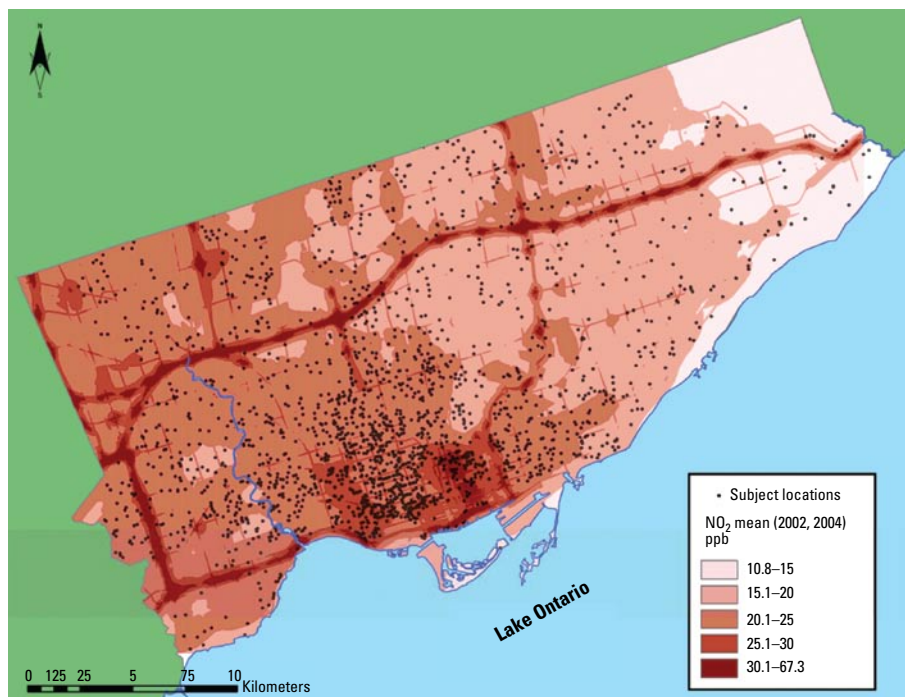 N
S
• Subject locations
NO₂ mean (2002, 2004)
ppb
10.8–15
15.1–20
20.1–25
25.1–30
30.1–67.3
Lake Ontario
0 125 25 5 75 10
Kilometers